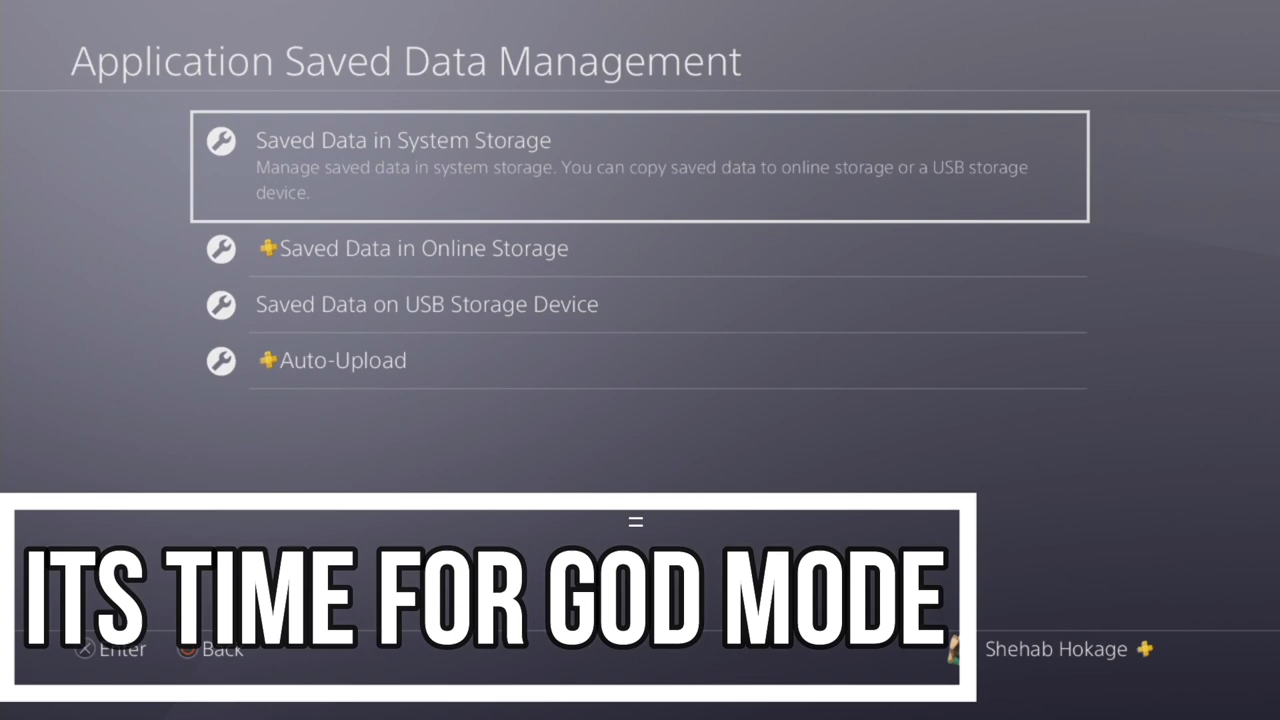 Application Saved Data Management
Saved Data in System Storage
Manage saved data in system storage. You can copy saved data to online storage or a USB storage
device.
Saved Data in Online Storage
Saved Data on USB Storage Device
Auto-Upload
=
ITS TIME FOR GOD MODE
Enter
Back
Shehab Hokage